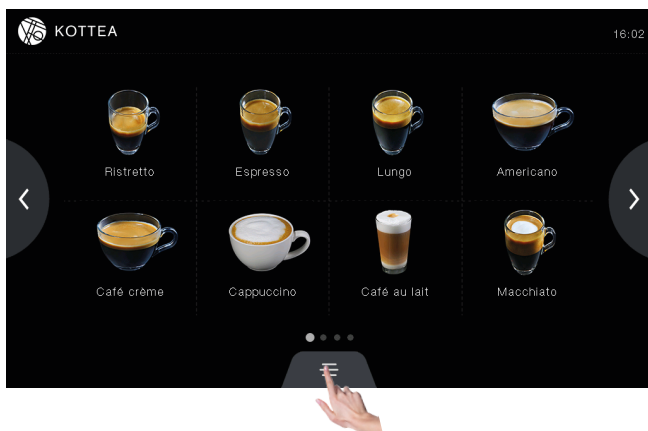 KOTTEA
16:02
Ristretto
Espresso
Lungo
Americano
Café crème
Cappuccino
Café au lait
Macchiato